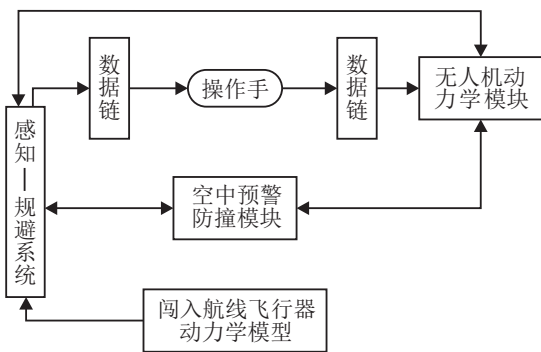 数据链
操作手
数据链
无人机动
力学模块
感知—规避系统
空中预警
防撞模块
闯入航线飞行器
动力学模型